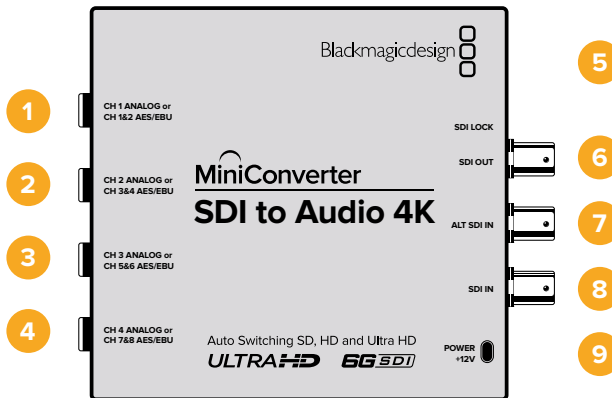 Blackmagicdesign
1
CH 1 ANALOG or
CH 1&2 AES/EBU
2
CH 2 ANALOG or
CH 3&4 AES/EBU
3
CH 3 ANALOG or
CH 5&6 AES/EBU
4
CH 4 ANALOG or
CH 7&8 AES/EBU
MiniConverter
SDI to Audio 4K
Auto Switching SD, HD and Ultra HD
ULTRAHD 6G SDI
5
SDI LOCK
6
SDI OUT
7
ALT SDI IN
8
SDI IN
9
POWER
+12V